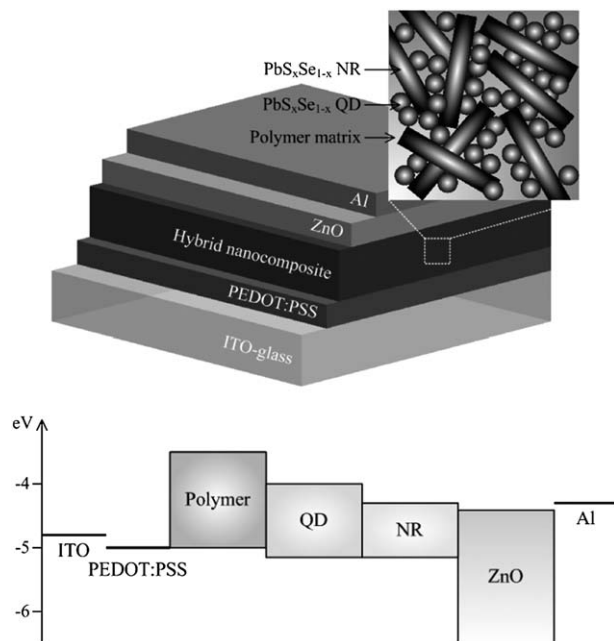 PbSxSe1-x NR
PbSxSe1-x QD
Polymer matrix
Al
ZnO
Hybrid nanocomposite
PEDOT:PSS
ITO-glass
eV
-4
-5
-6
ITO
PEDOT:PSS
Polymer
QD
NR
ZnO
Al